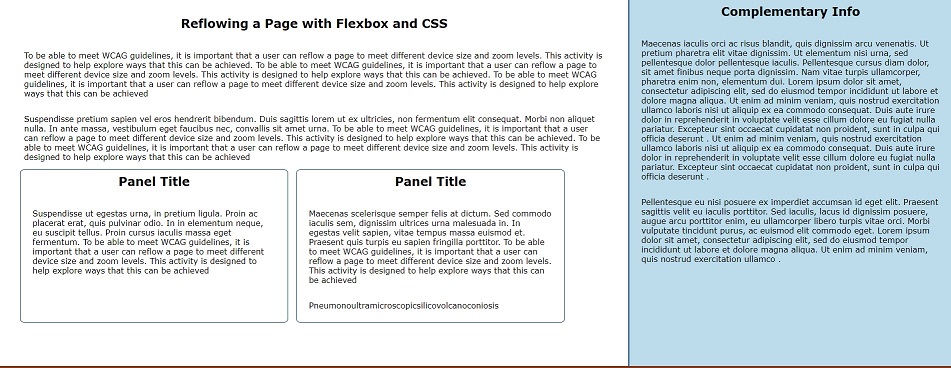 Reflowing a Page with Flexbox and CSS
To be able to meet WCAG guidelines, it is important that a user can reflow a page to meet different device size and zoom levels. This activity is
designed to help explore ways that this can be achieved. To be able to meet WCAG guidelines, it is important that a user can reflow a page to
meet different device size and zoom levels. This activity is designed to help explore ways that this can be achieved. To be able to meet WCAG
guidelines, it is important that a user can reflow a page to meet different device size and zoom levels. This activity is designed to help explore
ways that this can be achieved
Suspendisse pretium sapien vel eros hendrerit bibendum. Duis sagittis lorem ut ex ultricies, non fermentum elit consequat. Morbi non aliquet
nulla. In ante massa, vestibulum eget faucibus nec, convallis sit amet urna. To be able to meet WCAG guidelines, it is important that a user
can reflow a page to meet different device size and zoom levels. This activity is designed to help explore ways that this can be achieved. To be
able to meet WCAG guidelines, it is important that a user can reflow a page to meet different device size and zoom levels. This activity is
designed to help explore ways that this can be achieved
Panel Title
Suspendisse ut egestas urna, in pretium ligula. Proin ac
placerat erat, quis pulvinar odio. In in elementum neque,
eu suscipit tellus. Proin cursus iaculis massa eget
fermentum. To be able to meet WCAG guidelines, it is
important that a user can reflow a page to meet different
device size and zoom levels. This activity is designed to
help explore ways that this can be achieved
Panel Title
Maecenas scelerisque semper felis at dictum. Sed commodo
iaculis sem, dignissim ultrices urna malesuada in. In
egestas velit sapien, vitae tempus massa euismod et.
Praesent quis turpis eu sapien fringilla porttitor. To be able
to meet WCAG guidelines, it is important that a user can
reflow a page to meet different device size and zoom levels.
This activity is designed to help explore ways that this can
be achieved
Pneumonoultramicroscopicsilicovolcanoconiosis
Complementary Info
Maecenas iaculis orci ac risus blandit, quis dignissim arcu venenatis. Ut
pretium pharetra elit vitae dignissim. Ut elementum nisi urna, sed
pellentesque dolor pellentesque iaculis. Pellentesque cursus diam dolor,
sit amet finibus neque porta dignissim. Nam vitae turpis ullamcorper,
pharetra enim non, elementum dui. Lorem ipsum dolor sit amet,
consectetur adipiscing elit, sed do eiusmod tempor incididunt ut labore et
dolore magna aliqua. Ut enim ad minim veniam, quis nostrud exercitation
ullamco laboris nisi ut aliquip ex ea commodo consequat. Duis aute irure
dolor in reprehenderit in voluptate velit esse cillum dolore eu fugiat nulla
pariatur. Excepteur sint occaecat cupidatat non proident, sunt in culpa qui
officia deserunt . Ut enim ad minim veniam, quis nostrud exercitation
ullamco laboris nisi ut aliquip ex ea commodo consequat. Duis aute irure
dolor in reprehenderit in voluptate velit esse cillum dolore eu fugiat nulla
pariatur. Excepteur sint occaecat cupidatat non proident, sunt in culpa qui
officia deserunt .
Pellentesque eu nisi posuere ex imperdiet accumsan id eget elit. Praesent
sagittis velit eu iaculis porttitor. Sed iaculis, lacus id dignissim posuere,
augue arcu porttitor enim, eu ullamcorper libero turpis vitae orci. Morbi
vulputate tincidunt purus, ac euismod elit commodo eget. Lorem ipsum
dolor sit amet, consectetur adipiscing elit, sed do eiusmod tempor
incididunt ut labore et dolore magna aliqua. Ut enim ad minim veniam,
quis nostrud exercitation ullamco .